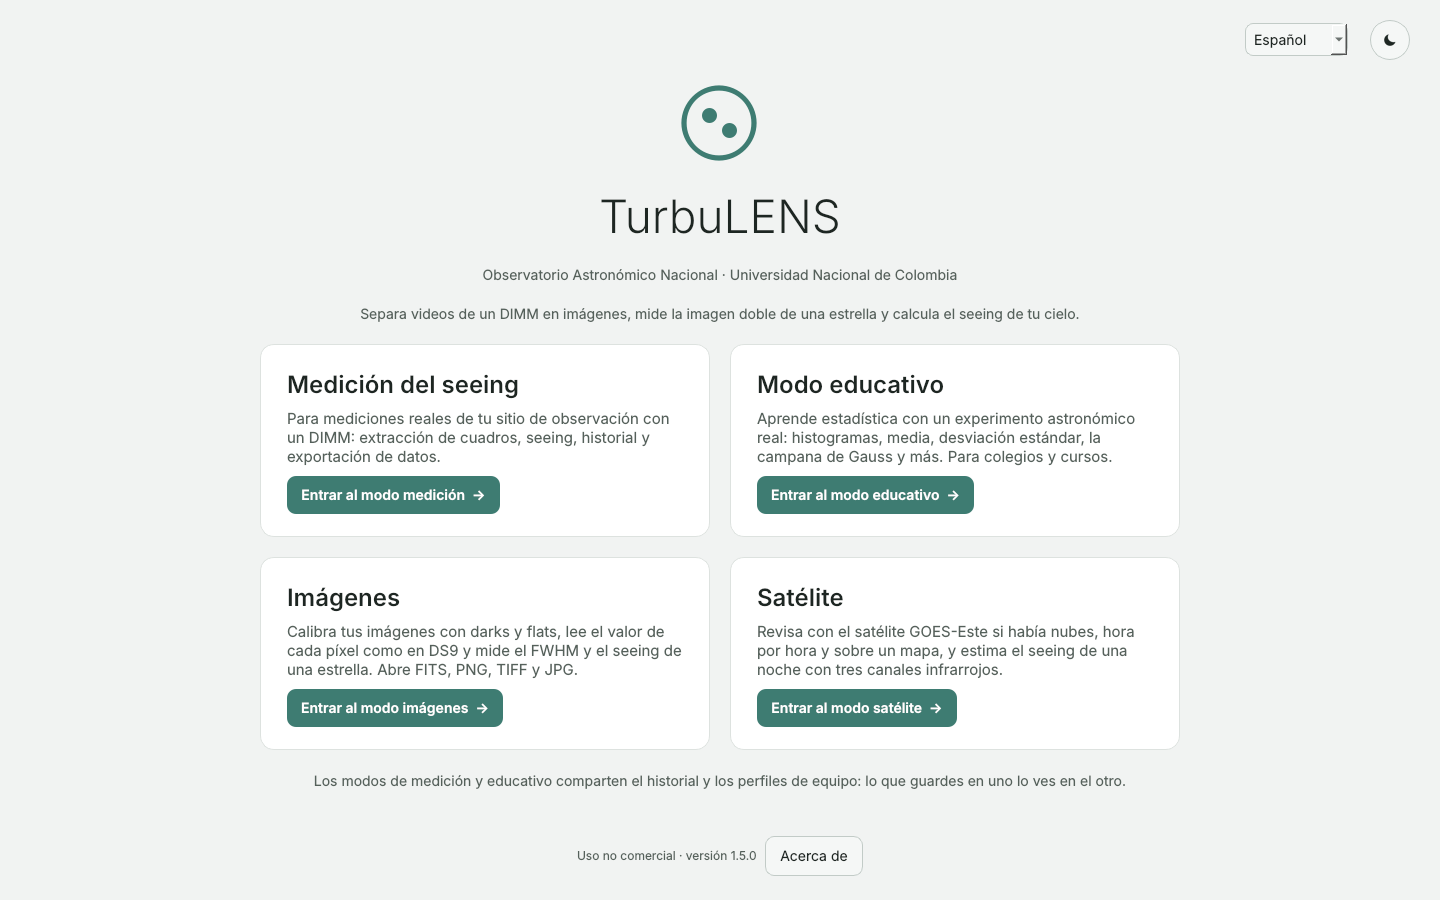 Español
TurbuLENS
Observatorio Astronómico Nacional · Universidad Nacional de Colombia
Separa videos de un DIMM en imágenes, mide la imagen doble de una estrella y calcula el seeing de tu cielo.
Medición del seeing
Para mediciones reales de tu sitio de observación con
un DIMM: extracción de cuadros, seeing, historial y
exportación de datos.
Entrar al modo medición →
Modo educativo
Aprende estadística con un experimento astronómico
real: histogramas, media, desviación estándar, la
campana de Gauss y más. Para colegios y cursos.
Entrar al modo educativo →
Imágenes
Calibra tus imágenes con darks y flats, lee el valor de
cada píxel como en DS9 y mide el FWHM y el seeing de
una estrella. Abre FITS, PNG, TIFF y JPG.
Entrar al modo imágenes →
Satélite
Revisa con el satélite GOES-Este si había nubes, hora
por hora y sobre un mapa, y estima el seeing de una
noche con tres canales infrarrojos.
Entrar al modo satélite →
Los modos de medición y educativo comparten el historial y los perfiles de equipo: lo que guardes en uno lo ves en el otro.
Uso no comercial · versión 1.5.0
Acerca de